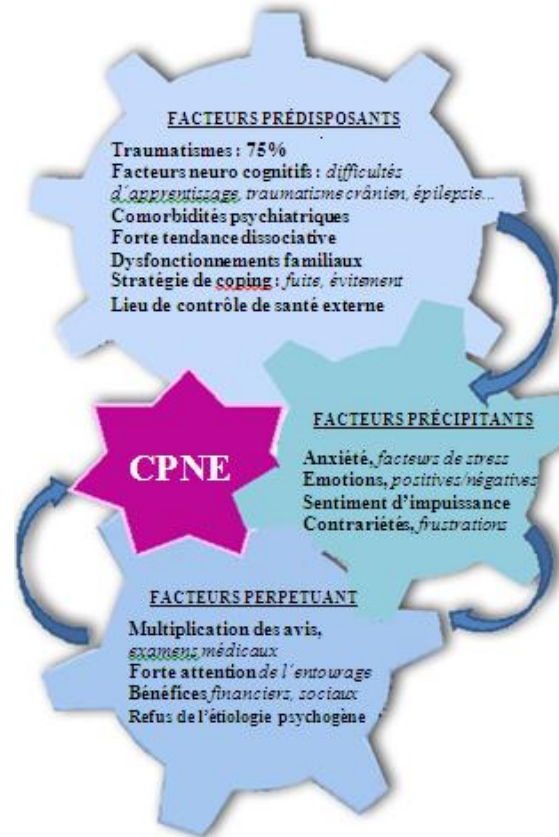 FACTEURS PRÉDISPOSANTS
Traumatismes : 75%
Facteurs neuro cognitifs : difficultés
d´apprentissage, traumatisme crânien, épilepsie...
Comorbidités psychiatriques
Forte tendance dissociative
Dysfonctionnements familiaux
Stratégie de coping : fuite, évitement
Lieu de contrôle de santé externe
FACTEURS PRÉCIPITANTS
Anxiété, facteurs de stress
Emotions, positives/négatives
Sentiment d’impuissance
Contrariétés, frustrations
CPNE
FACTEURS PERPETUANT
Multiplication des avis,
examens médicaux
Forte attention de l´entourage
Bénéfices financiers, sociaux
Refus de l’étiologie psychogène